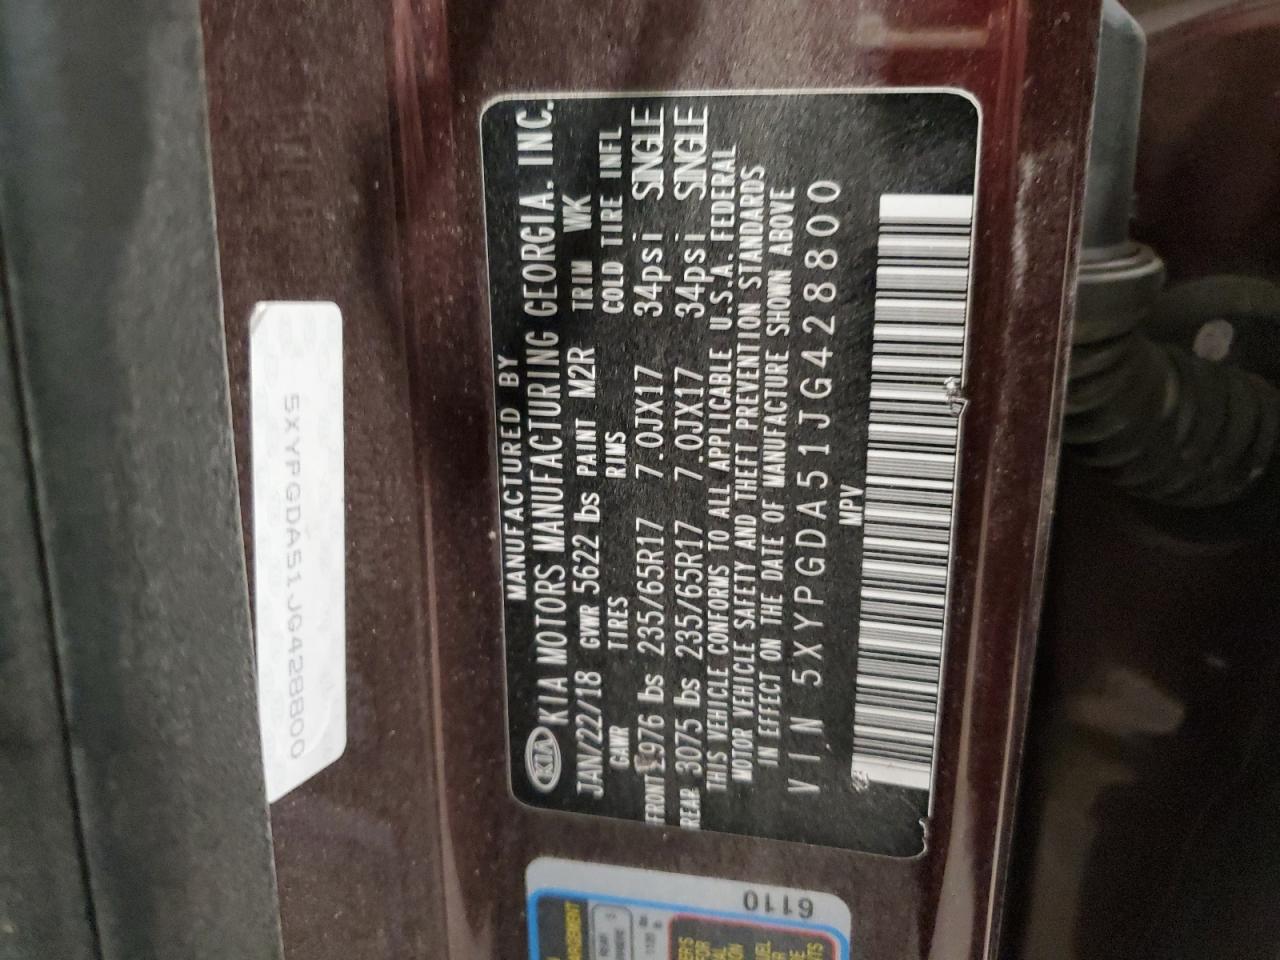 5XYPGDA51JG428800
MANUFACTURED BY
KIA KIA MOTORS MANUFACTURING GEORGIA. INC.
JAN/22/18 GVWR 5622 lbs PAINT M2R TRIM WK
GAWR TIRES RIMS COLD TIRE INFL
FRONT 2976 lbs 235/65R17 7.0JX17 34psi SINGLE
REAR 3075 lbs 235/65R17 7.0JX17 34psi SINGLE
THIS VEHICLE CONFORMS TO ALL APPLICABLE U.S.A. FEDERAL
MOTOR VEHICLE SAFETY AND THEFT PREVENTION STANDARDS
IN EFFECT ON THE DATE OF MANUFACTURE SHOWN ABOVE
VIN 5XYPGDA51JG428800
MPV
6110
REAR